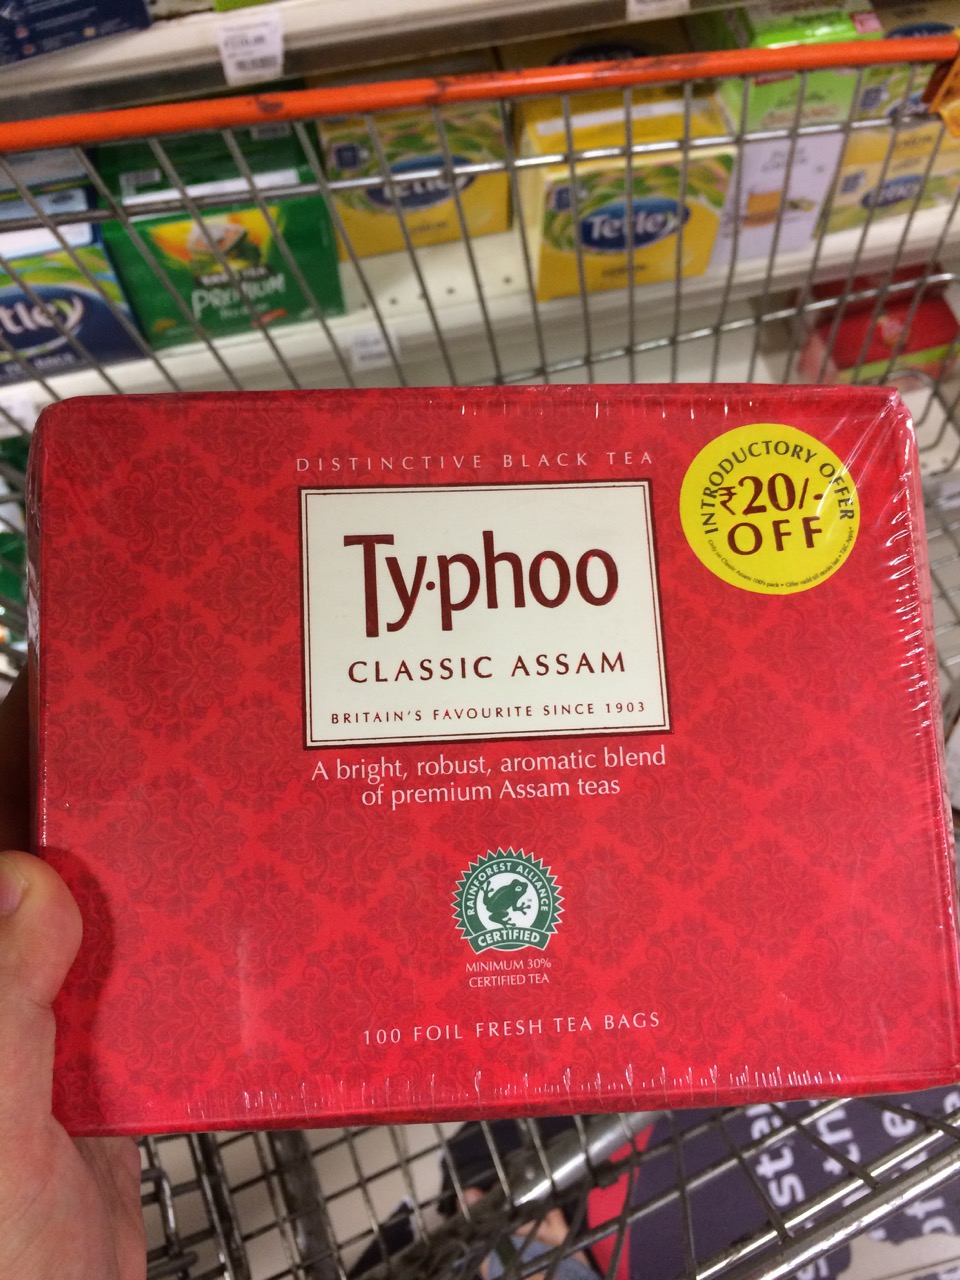 Tetley
Tetley
PREMIUM
DISTINCTIVE BLACK TEA
INTRODUCTORY OFFER
₹20/-
OFF
Ty·phoo
CLASSIC ASSAM
BRITAIN'S FAVOURITE SINCE 1903
A bright, robust, aromatic blend
of premium Assam teas
RAINFOREST ALLIANCE
CERTIFIED
MINIMUM 30%
CERTIFIED TEA
100 FOIL FRESH TEA BAGS